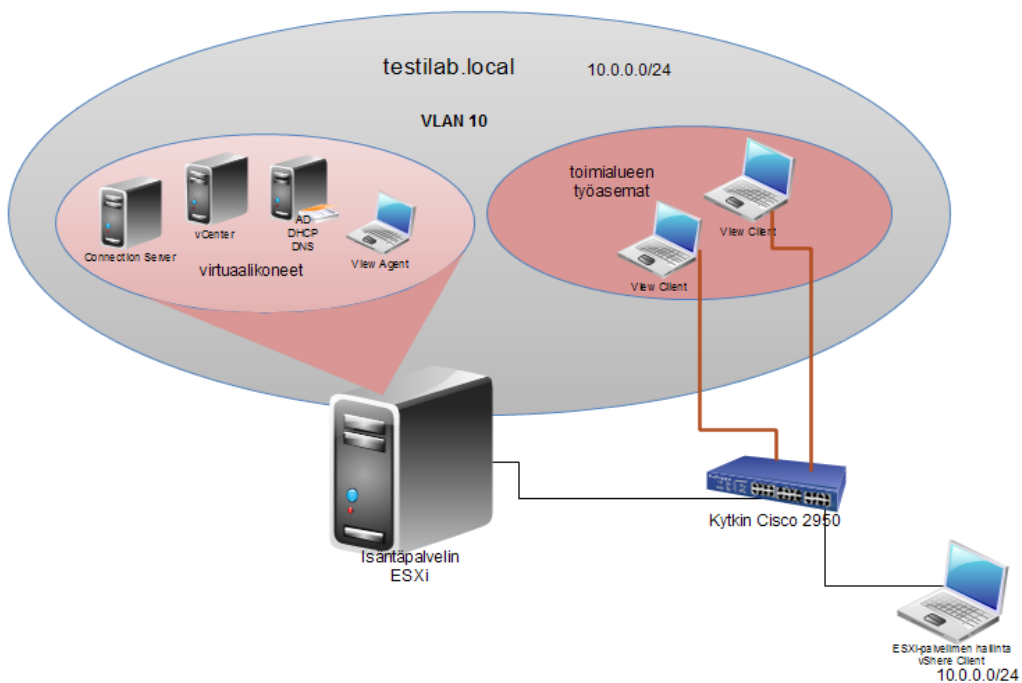 testilab.local
10.0.0.0/24
VLAN 10
Connection Server
vCenter
AD
DHCP
DNS
View Agent
virtuaalikoneet
toimialueen
työasemat
View Client
View Client
Isäntäpalvelin
ESXi
Kytkin Cisco 2950
ESXI-palvelimen hallinta
vShere Client
10.0.0.0/24